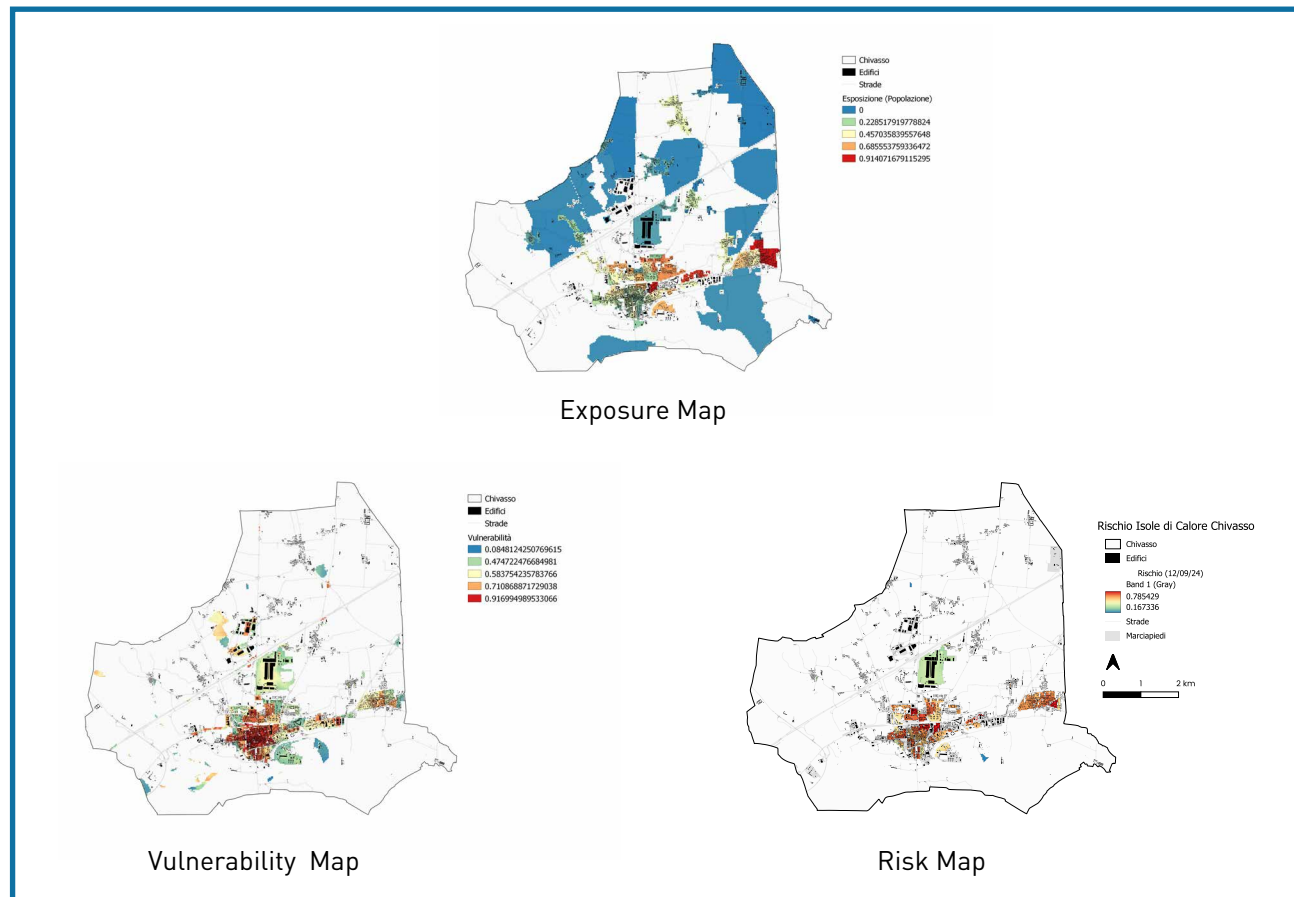 Chivasso
Edifici
Strade
Esposizione (Popolazione)
0
0.228517919778824
0.457035839557648
0.685553759336472
0.914071679115295
Exposure Map
Chivasso
Edifici
Strade
Vulnerabilità
0.0848124250769615
0.474722476684981
0.583754235783766
0.710868871729038
0.916994989533066
Vulnerability Map
Rischio Isole di Calore Chivasso
Chivasso
Edifici
Rischio (12/09/24)
Band 1 (Gray)
0.785429
0.167336
Strade
Marciapiedi
0 1 2 km
Risk Map